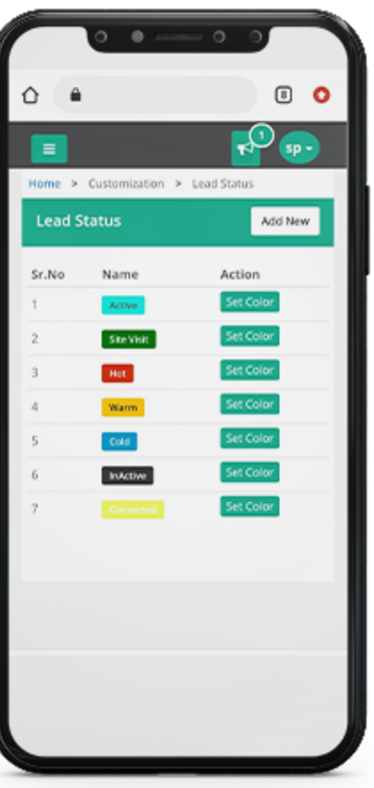 8
1
sp
Home > Customization > Lead Status
Lead Status Add New
Sr.No Name Action
1 Active Set Color
2 Site Visit Set Color
3 Hot Set Color
4 Warm Set Color
5 Cold Set Color
6 InActive Set Color
7 Converted Set Color